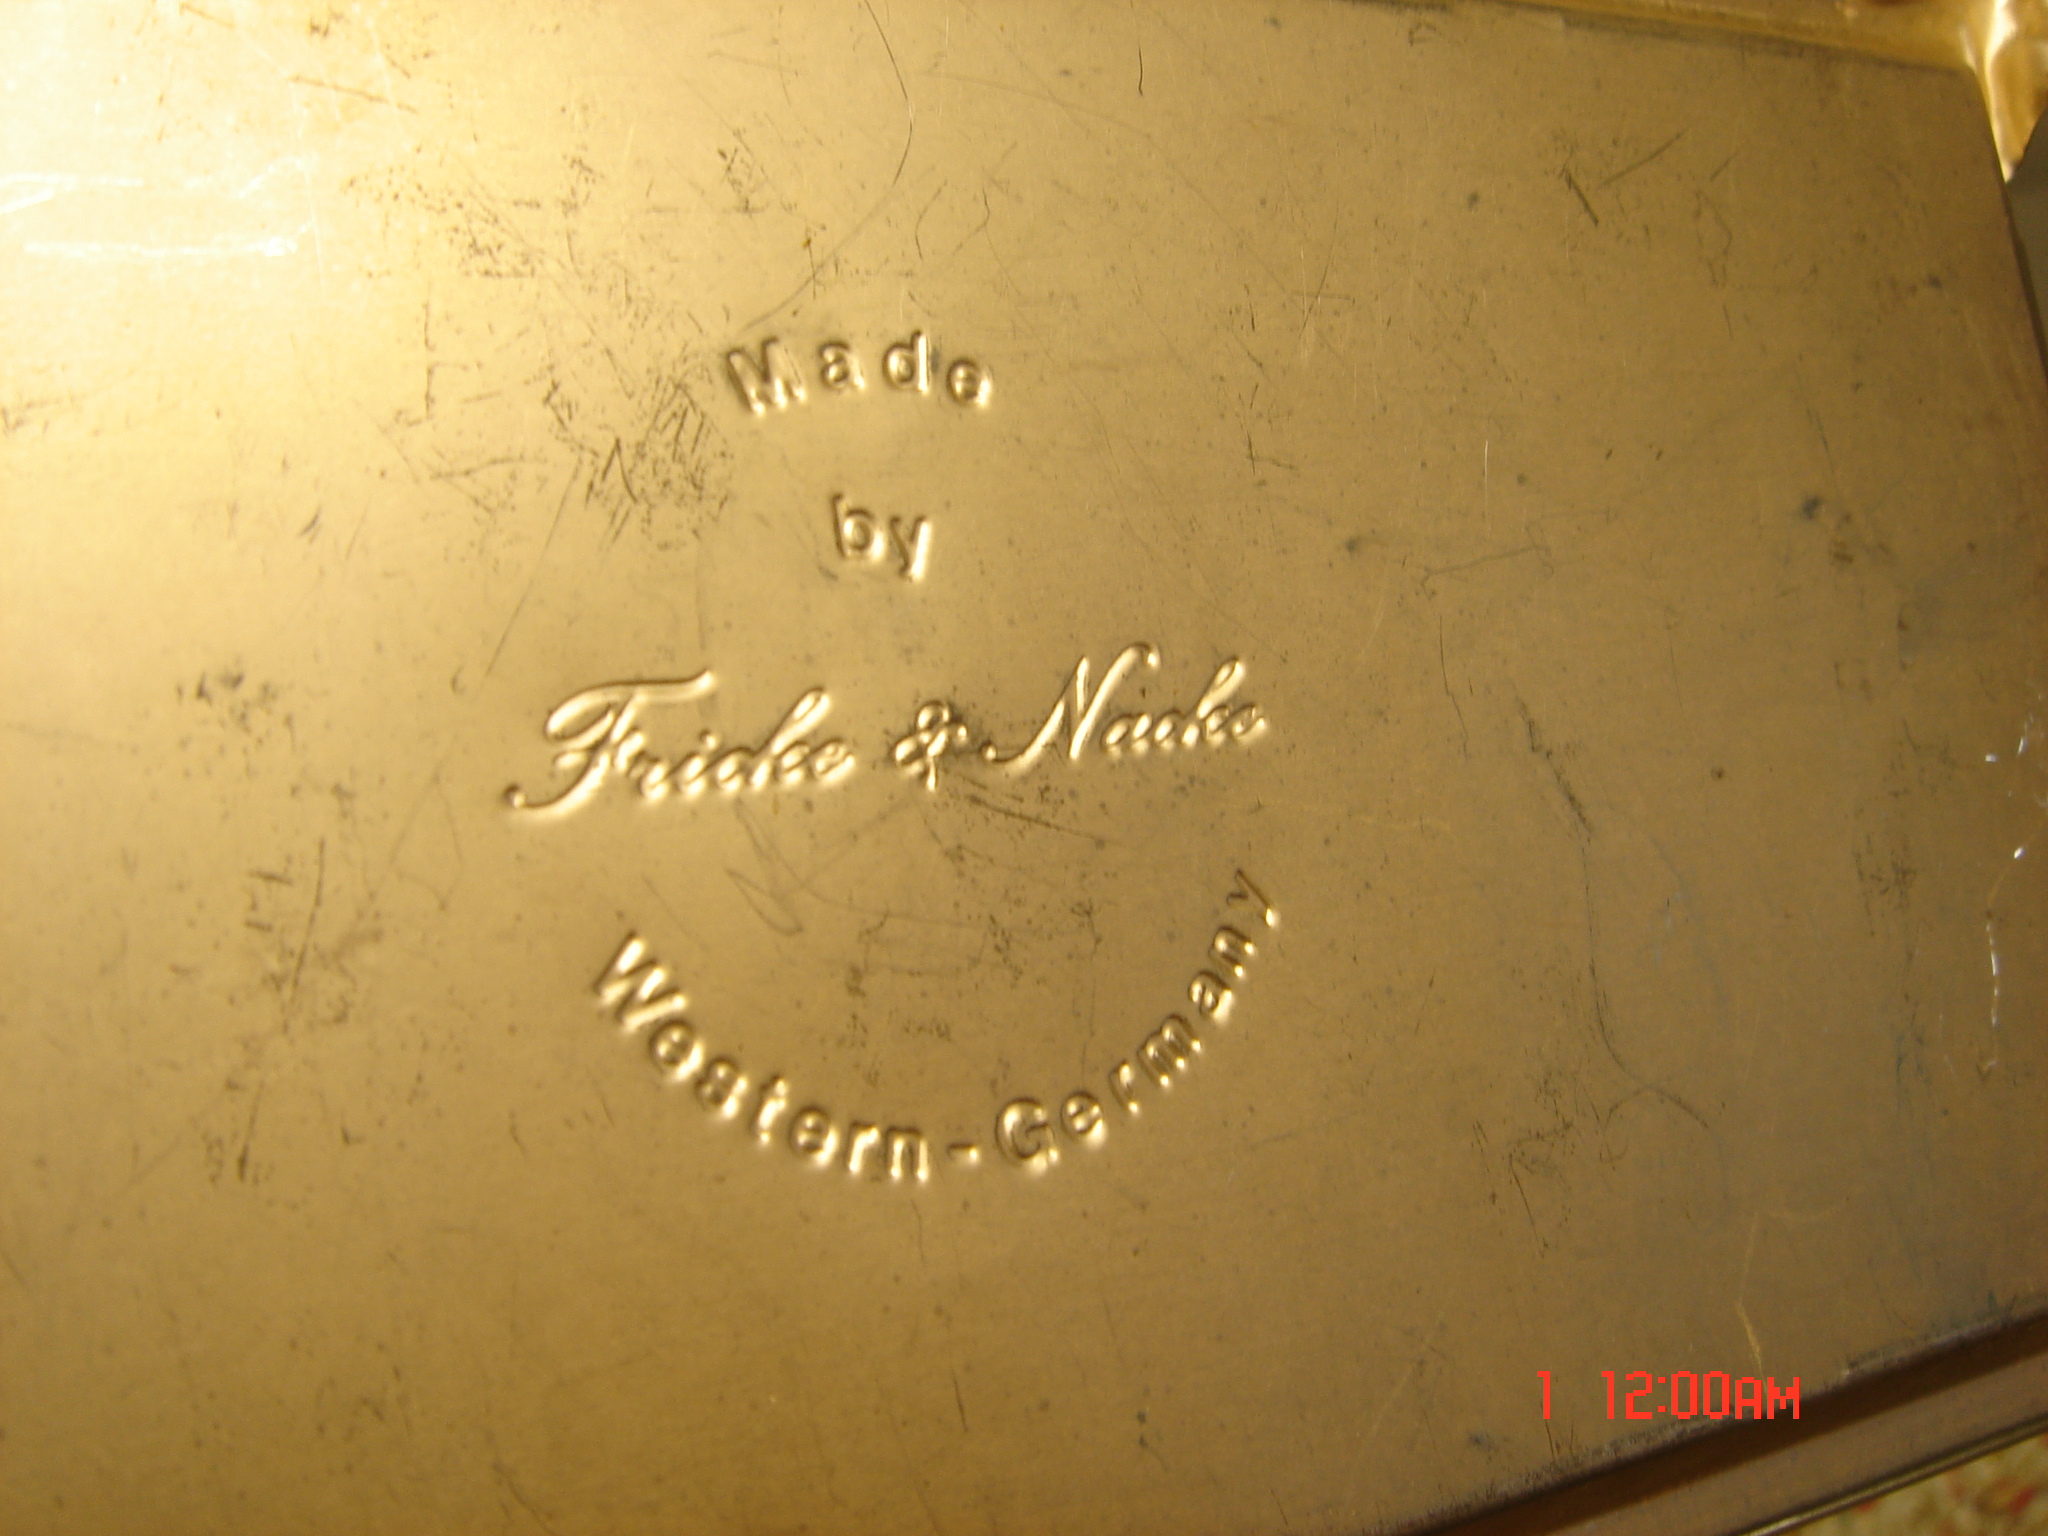 Made
by
Fricke & Nacke
Western-Germany
1 12:00AM